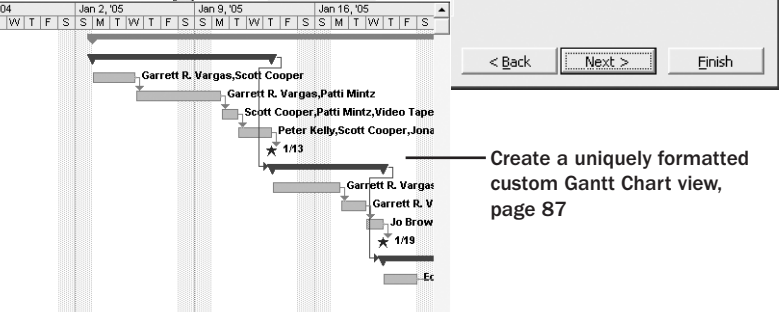 04 Jan 2, '05 Jan 9, '05 Jan 16, '05
W T F S S M T W T F S S M T W T F S S M T W T F S
< Back Next > Finish
Garrett R. Vargas,Scott Cooper
Garrett R. Vargas,Patti Mintz
Scott Cooper,Patti Mintz,Video Tape
Peter Kelly,Scott Cooper,Jona
1/13
Create a uniquely formatted
custom Gantt Chart view,
page 87
Garrett R. Vargas
Garrett R. V
Jo Brow
1/19
Ec